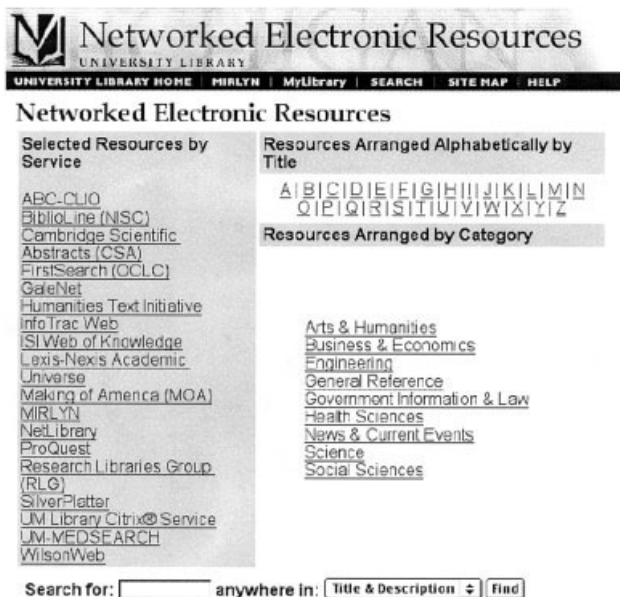 Networked Electronic Resources
UNIVERSITY LIBRARY
UNIVERSITY LIBRARY HOME | MIRLYN | MyLibrary | SEARCH | SITE MAP | HELP
Networked Electronic Resources
Selected Resources by
Service
ABC-CLIO
BiblioLine (NISC)
Cambridge Scientific
Abstracts (CSA)
FirstSearch (OCLC)
GaleNet
Humanities Text Initiative
InfoTrac Web
ISI Web of Knowledge
Lexis-Nexis Academic
Universe
Making of America (MOA)
MIRLYN
NetLibrary
ProQuest
Research Libraries Group
(RLG)
SilverPlatter
UM Library Citrix® Service
UM-MEDSEARCH
WilsonWeb
Resources Arranged Alphabetically by
Title
A | B | C | D | E | F | G | H | I | J | K | L | M | N
O | P | Q | R | S | T | U | V | W | X | Y | Z
Resources Arranged by Category
Arts & Humanities
Business & Economics
Engineering
General Reference
Government Information & Law
Health Sciences
News & Current Events
Science
Social Sciences
Search for: anywhere in: Title & Description Find